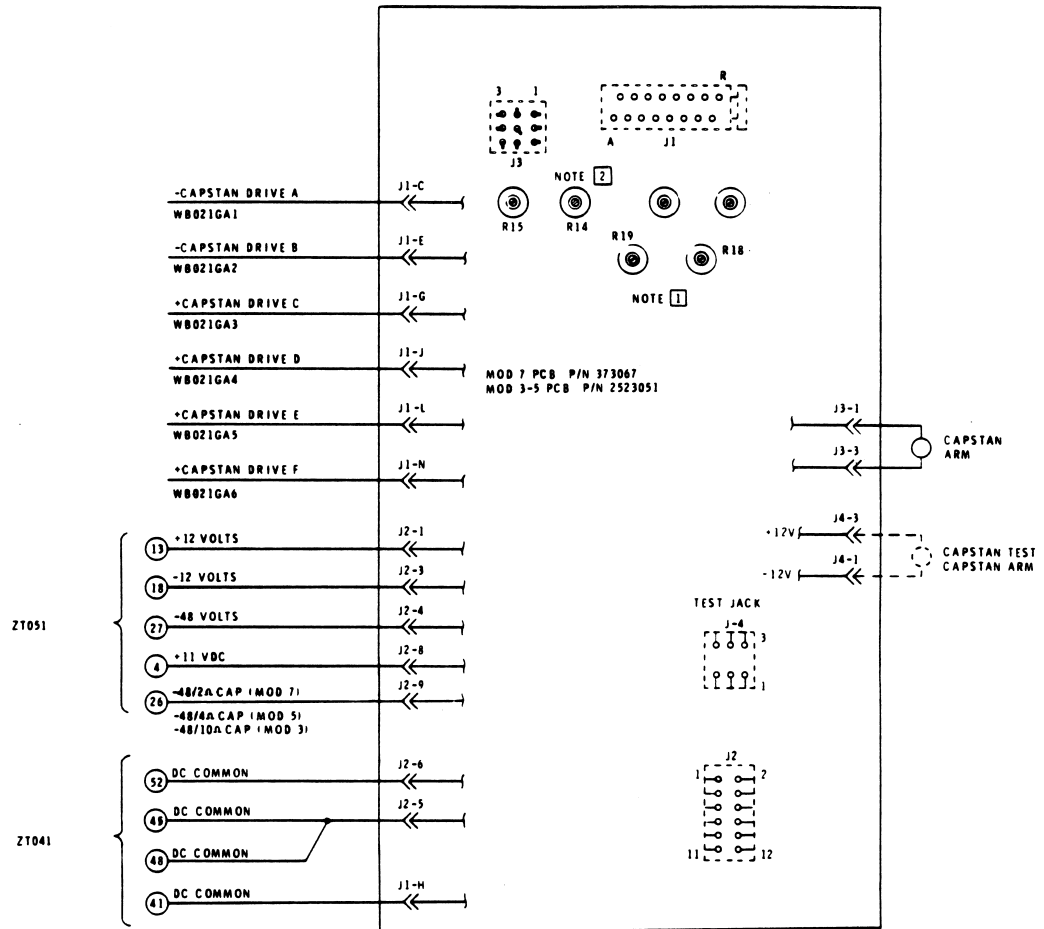 R
3 1
A J1
J3
NOTE 2
R15 R14
R19 R18
NOTE 1
-CAPSTAN DRIVE A J1-C
WB021GA1
-CAPSTAN DRIVE B J1-E
WB021GA2
+CAPSTAN DRIVE C J1-G
WB021GA3
+CAPSTAN DRIVE D J1-J
WB021GA4
MOD 7 PCB P/N 373067
MOD 3-5 PCB P/N 2523051
+CAPSTAN DRIVE E J1-L
WB021GA5
+CAPSTAN DRIVE F J1-N
WB021GA6
J3-1
J3-3
CAPSTAN
ARM
ZT051
13 +12 VOLTS J2-1
18 -12 VOLTS J2-3
27 -48 VOLTS J2-4
4 +11 VDC J2-8
26 -48/2Ω CAP (MOD 7) J2-9
-48/4Ω CAP (MOD 5)
-48/10Ω CAP (MOD 3)
+12V J4-3
-12V J4-1
CAPSTAN TEST
CAPSTAN ARM
TEST JACK
J-4
3
1
ZT041
52 DC COMMON J2-6
45 DC COMMON J2-5
48 DC COMMON
41 DC COMMON J1-H
J2
1 2
11 12